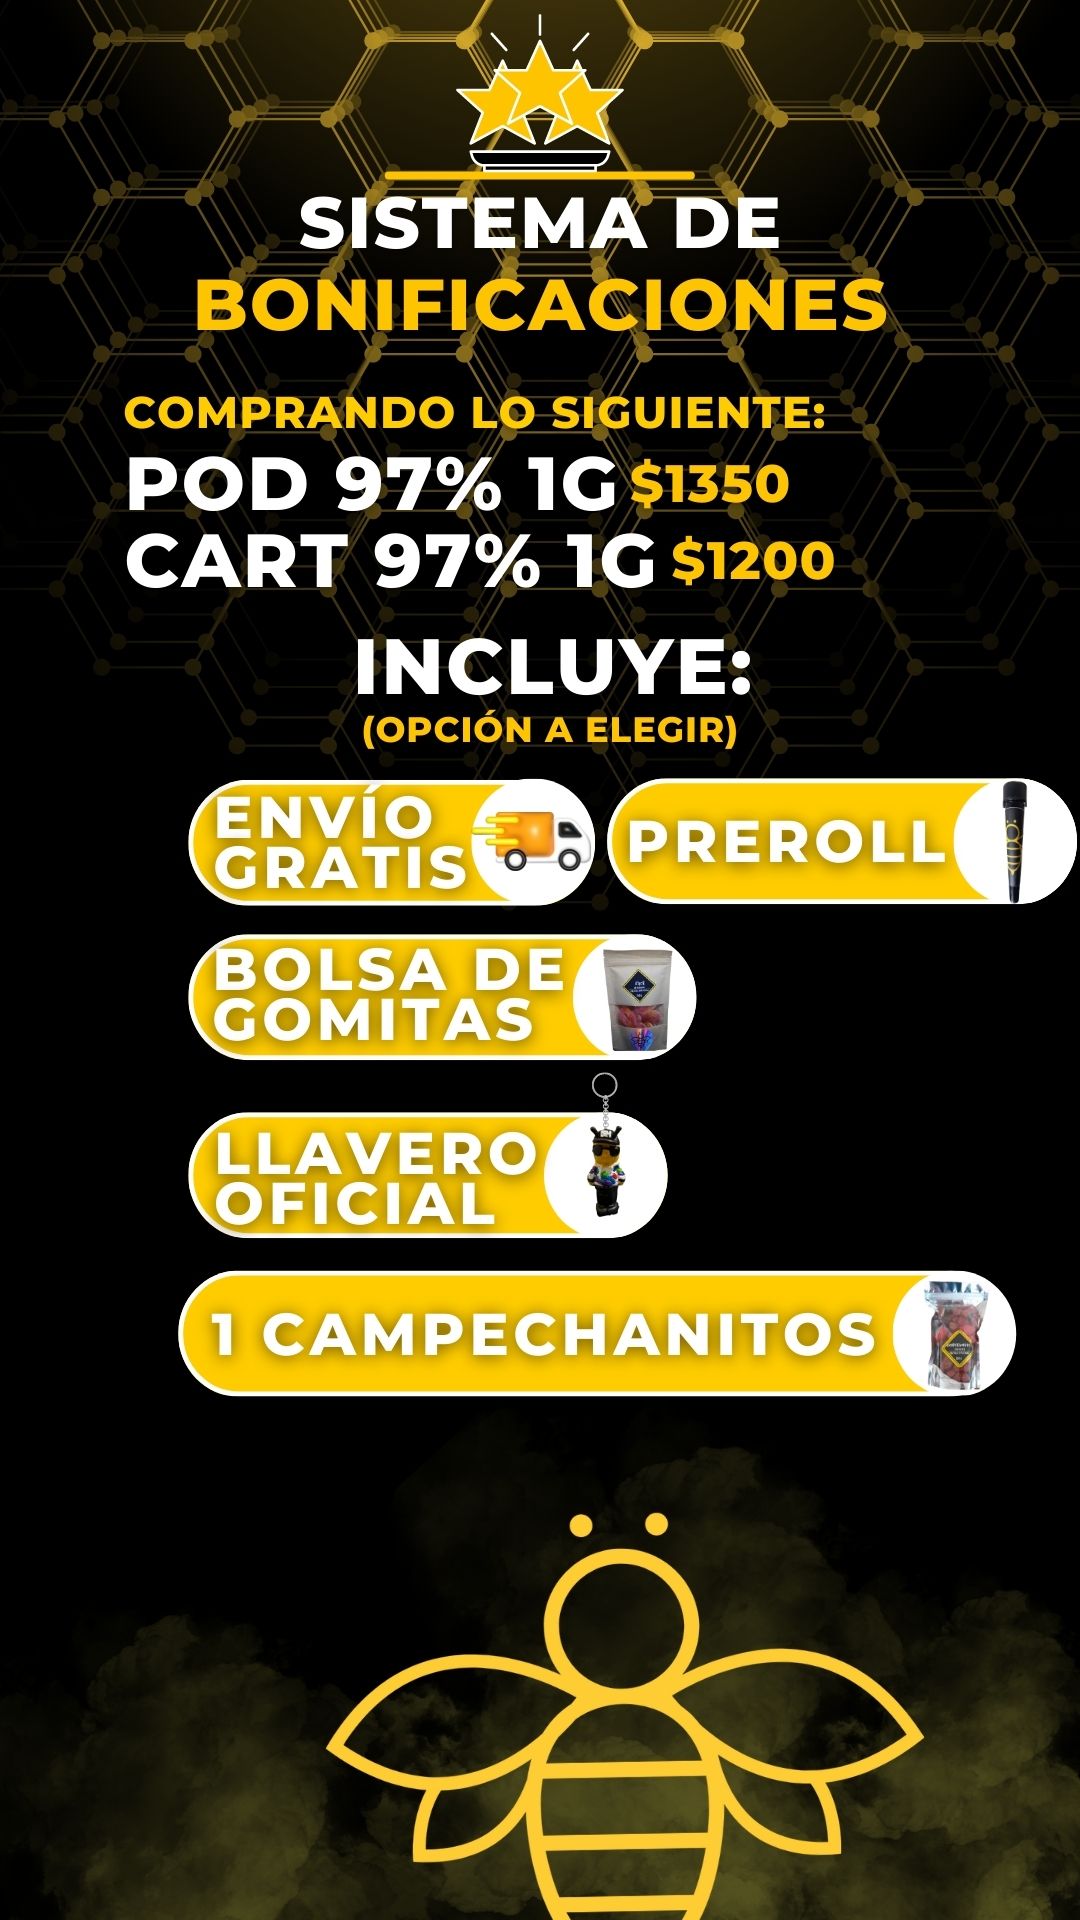 SISTEMA DE
BONIFICACIONES
COMPRANDO LO SIGUIENTE:
POD 97% 1G $1350
CART 97% 1G $1200
INCLUYE:
(OPCIÓN A ELEGIR)
ENVÍO
GRATIS
PREROLL
BOLSA DE
GOMITAS
LLAVERO
OFICIAL
1 CAMPECHANITOS